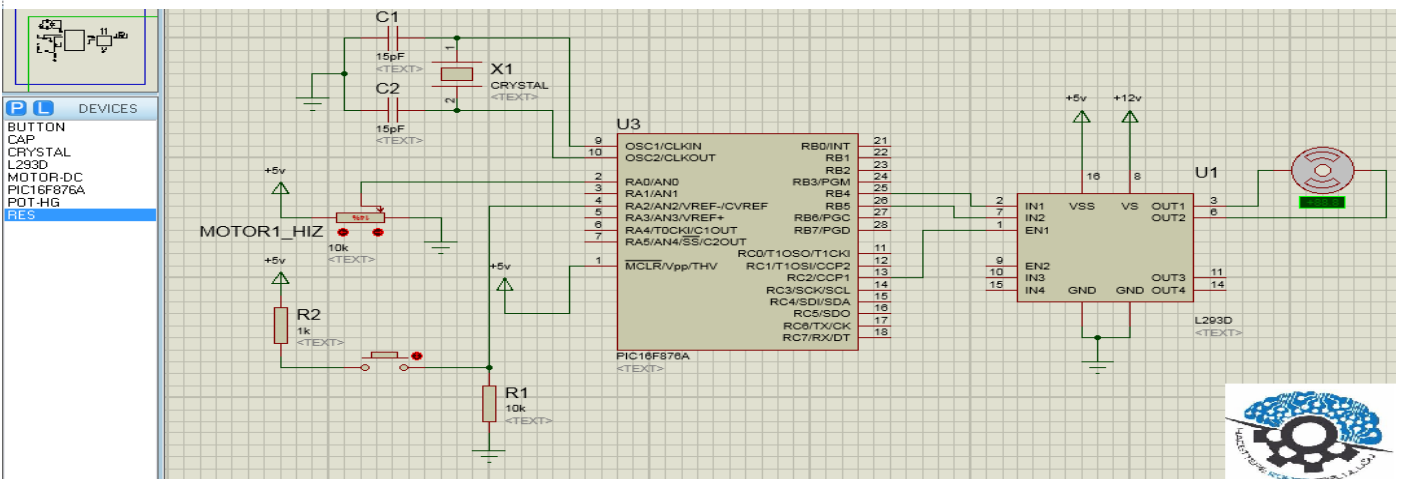 C1
15pF
<TEXT>
X1
CRYSTAL
<TEXT>
1
2
C2
15pF
<TEXT>
P L DEVICES
BUTTON
CAP
CRYSTAL
L293D
MOTOR-DC
PIC16F876A
POT-HG
RES
+5v
MOTOR1_HIZ
10k
<TEXT>
+5v
R2
1k
<TEXT>
+5v
R1
10k
<TEXT>
U3
9 OSC1/CLKIN
10 OSC2/CLKOUT
2 RA0/AN0
3 RA1/AN1
4 RA2/AN2/VREF-/CVREF
5 RA3/AN3/VREF+
6 RA4/T0CKI/C1OUT
7 RA5/AN4/SS/C2OUT
1 MCLR/Vpp/THV
RB0/INT 21
RB1 22
RB2 23
RB3/PGM 24
RB4 25
RB5 26
RB6/PGC 27
RB7/PGD 28
RC0/T1OSO/T1CKI 11
RC1/T1OSI/CCP2 12
RC2/CCP1 13
RC3/SCK/SCL 14
RC4/SDI/SDA 15
RC5/SDO 16
RC6/TX/CK 17
RC7/RX/DT 18
PIC16F876A
<TEXT>
+5v +12v
16 8
U1
2 IN1 VSS VS OUT1 3
7 IN2 OUT2 6
1 EN1
9 EN2
10 IN3 OUT3 11
15 IN4 GND GND OUT4 14
L293D
<TEXT>